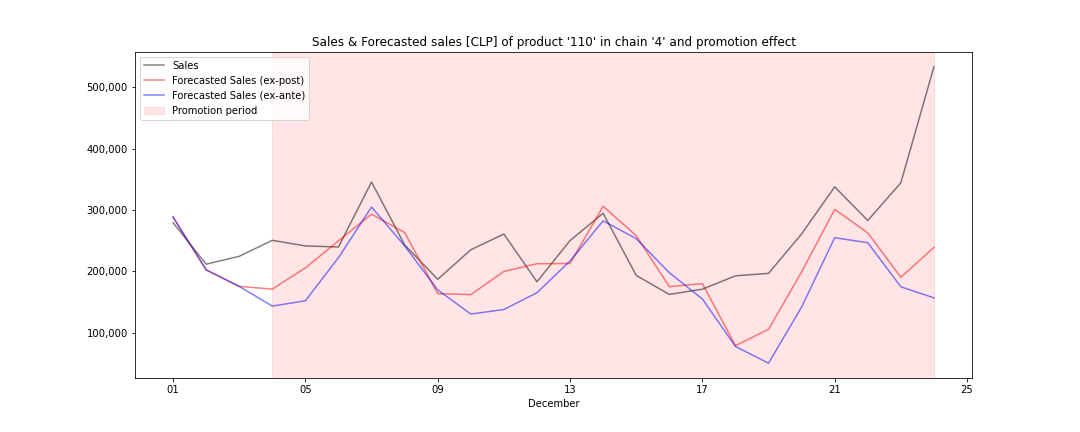 Sales & Forecasted sales [CLP] of product '110' in chain '4' and promotion effect
Sales
Forecasted Sales (ex-post)
Forecasted Sales (ex-ante)
Promotion period
500,000
400,000
300,000
200,000
100,000
01 05 09 13 17 21 25
December